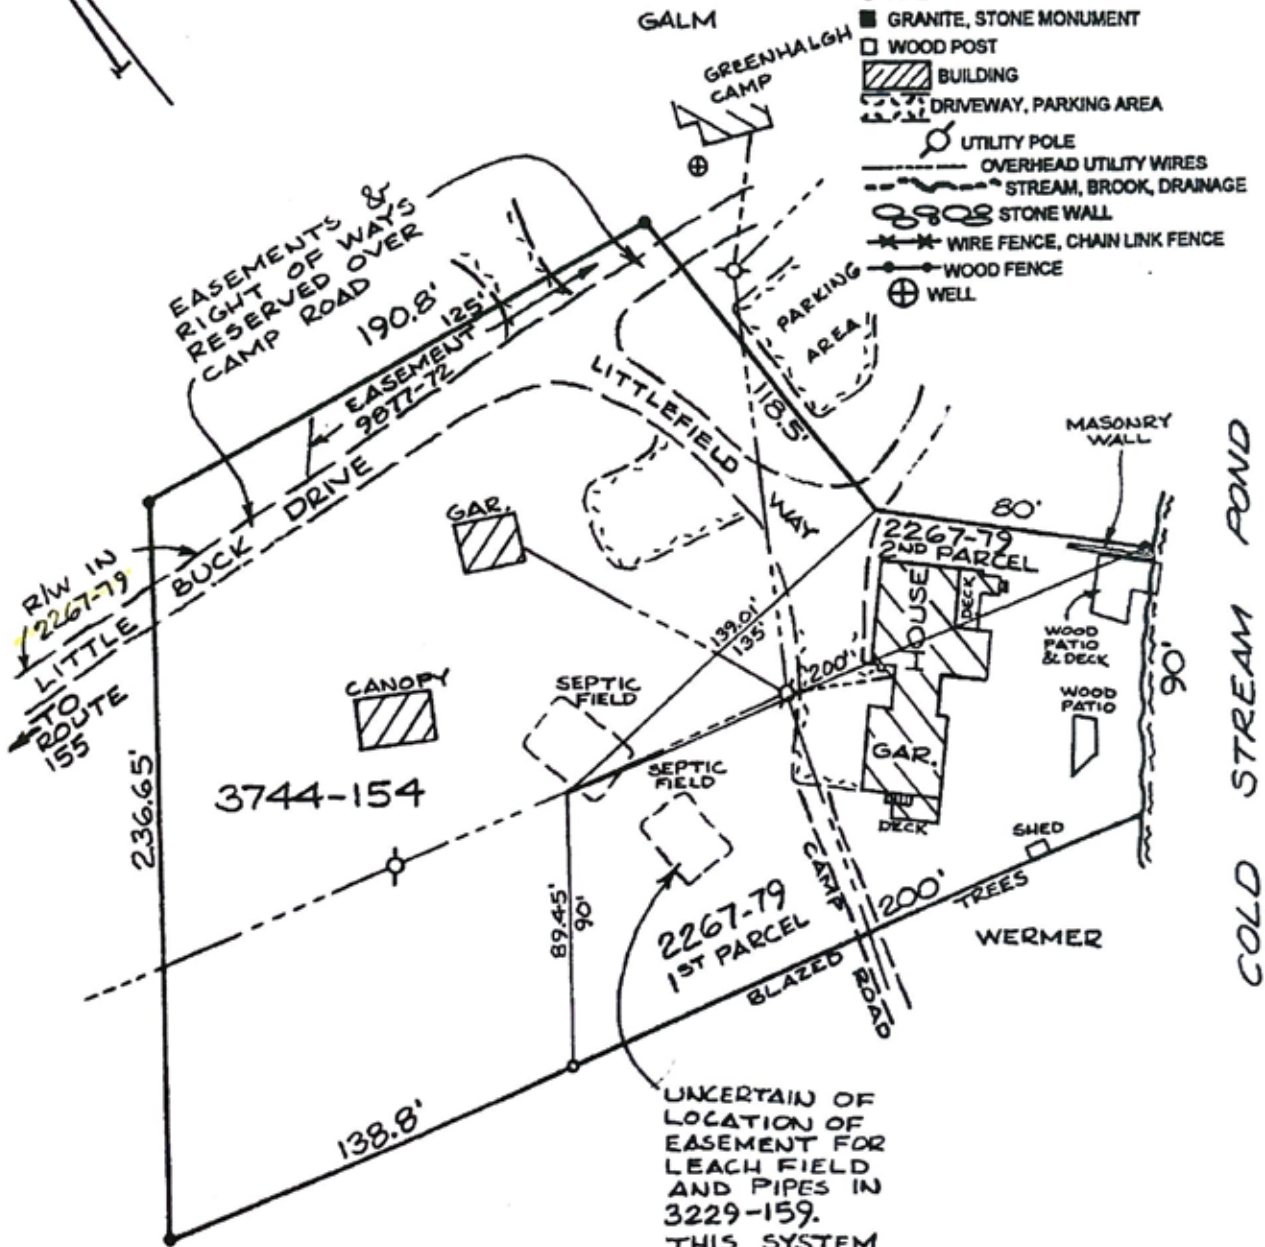 GALM
GREENHALGH
CAMP
GRANITE, STONE MONUMENT
WOOD POST
BUILDING
DRIVEWAY, PARKING AREA
UTILITY POLE
OVERHEAD UTILITY WIRES
STREAM, BROOK, DRAINAGE
STONE WALL
WIRE FENCE, CHAIN LINK FENCE
WOOD FENCE
WELL
EASEMENTS &
RIGHT OF WAYS
RESERVED OVER
CAMP ROAD
190.8'
125'
EASEMENT
9877-72
PARKING
AREA
LITTLEFIELD
WAY
118.5'
MASONRY
WALL
80'
2267-79
2ND PARCEL
R/W IN
2267-79
LITTLE
BUCK
DRIVE
TO
ROUTE
155
GAR.
139.01'
135'
200'
HOUSE
DECK
WOOD
PATIO
& DECK
WOOD
PATIO
90'
COLD STREAM POND
CANOPY
SEPTIC
FIELD
SEPTIC
FIELD
GAR.
DECK
SHED
236.65'
3744-154
89.45'
90'
2267-79
1ST PARCEL
CAMP
ROAD
200'
BLAZED
TREES
WERMER
138.8'
UNCERTAIN OF
LOCATION OF
EASEMENT FOR
LEACH FIELD
AND PIPES IN
3229-159.
THIS SYSTEM